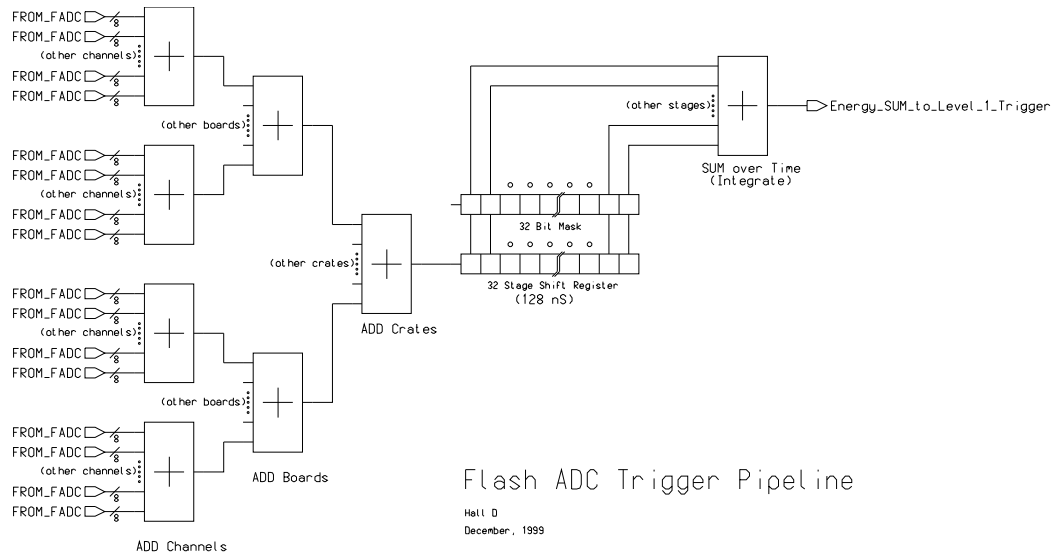 FROM_FADC 8
FROM_FADC 8
(other channels)
FROM_FADC 8
FROM_FADC 8
(other boards)
FROM_FADC 8
FROM_FADC 8
(other channels)
FROM_FADC 8
FROM_FADC 8
(other crates)
ADD Crates
FROM_FADC 8
FROM_FADC 8
(other channels)
FROM_FADC 8
FROM_FADC 8
(other boards)
FROM_FADC 8
FROM_FADC 8
(other channels)
FROM_FADC 8
FROM_FADC 8
ADD Boards
ADD Channels
(other stages)
Energy_SUM_to_Level_1_Trigger
SUM over Time
(Integrate)
32 Bit Mask
32 Stage Shift Register
(128 nS)
Flash ADC Trigger Pipeline
Hall D
December, 1999